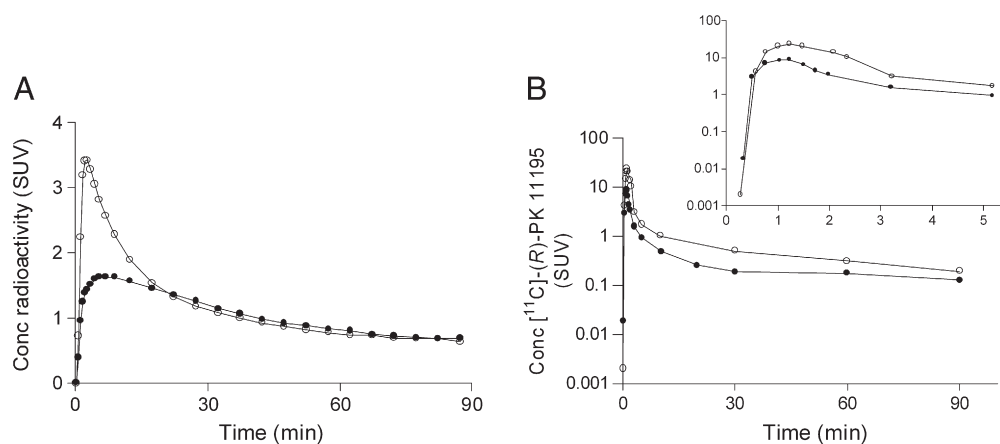 A
Conc radioactivity (SUV)
4
3
2
1
0
0 30 60 90
Time (min)
B
Conc [¹¹C]-(R)-PK 11195
(SUV)
100
10
1
0.1
0.01
0.001
0 30 60 90
Time (min)
100
10
1
0.1
0.01
0.001
0 1 2 3 4 5